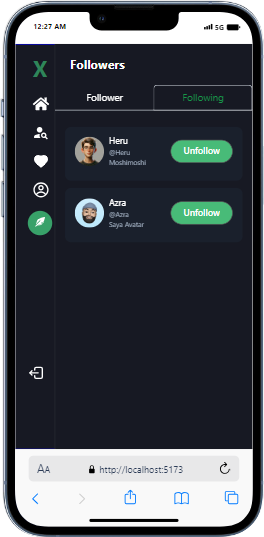 12:27 AM
5G
X
Followers
Follower
Following
Heru
@Heru
Moshimoshi
Unfollow
Azra
@Azra
Saya Avatar
Unfollow
AA
http://localhost:5173